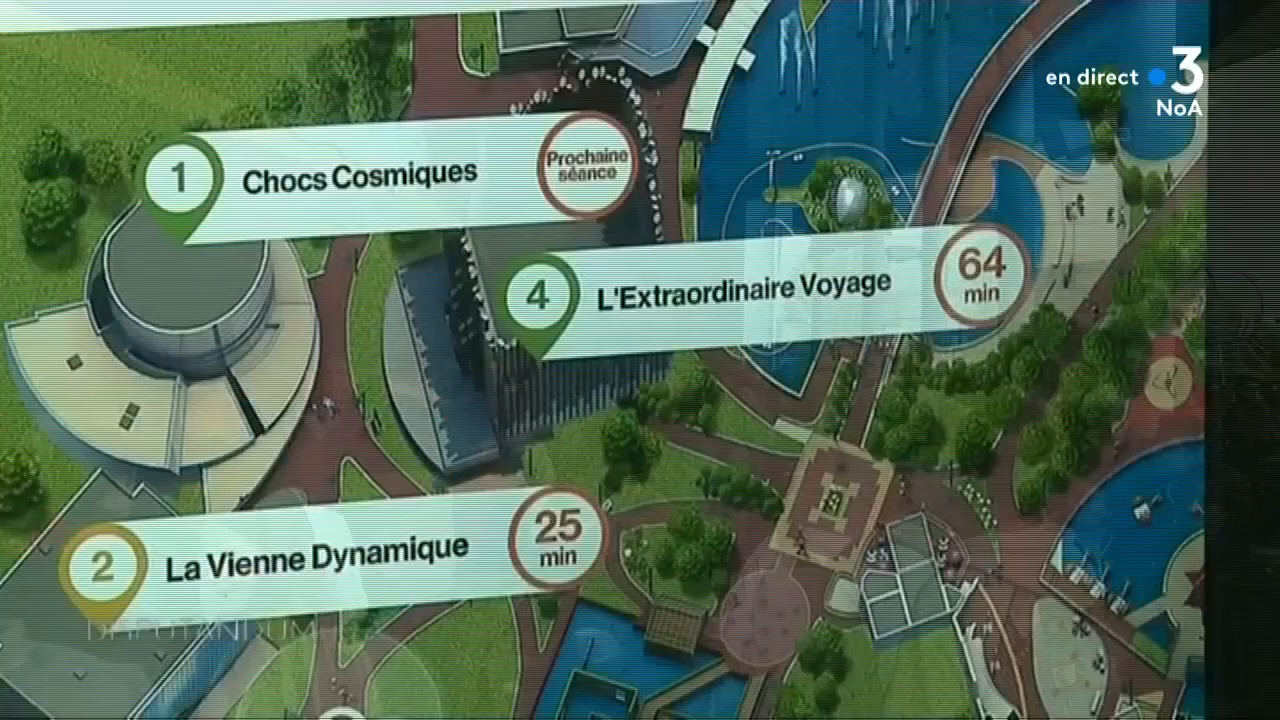 en direct 3
NoA
1 Chocs Cosmiques Prochaine
séance
4 L'Extraordinaire Voyage 64
min
2 La Vienne Dynamique 25
min